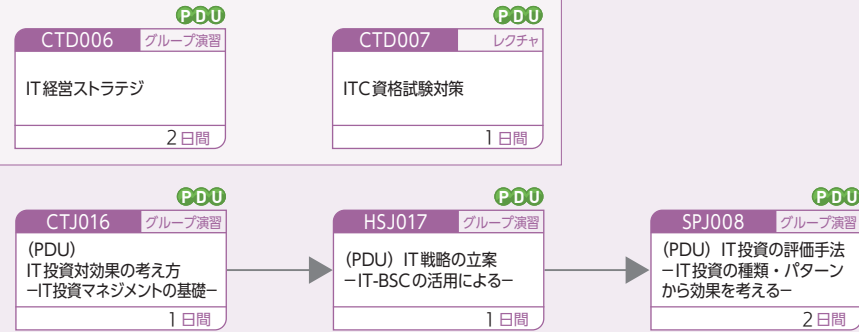 PDU
CTD006 グループ演習
IT経営ストラテジ
2日間
PDU
CTD007 レクチャ
ITC資格試験対策
1日間
PDU
CTJ016 グループ演習
(PDU)
IT投資対効果の考え方
−IT投資マネジメントの基礎−
1日間
PDU
HSJ017 グループ演習
(PDU) IT戦略の立案
−IT-BSCの活用による−
1日間
PDU
SPJ008 グループ演習
(PDU) IT投資の評価手法
−IT投資の種類・パターン
から効果を考える−
2日間